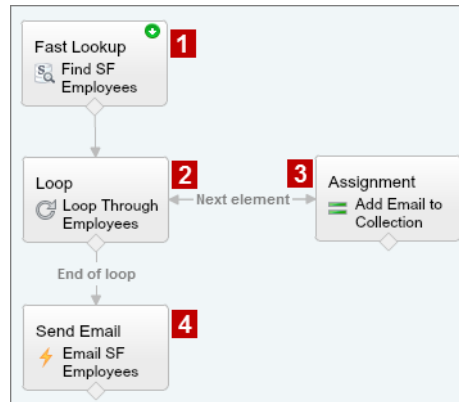 Fast Lookup
Find SF
Employees
1
Loop
Loop Through
Employees
2
Next element
3
Assignment
Add Email to
Collection
End of loop
Send Email
Email SF
Employees
4